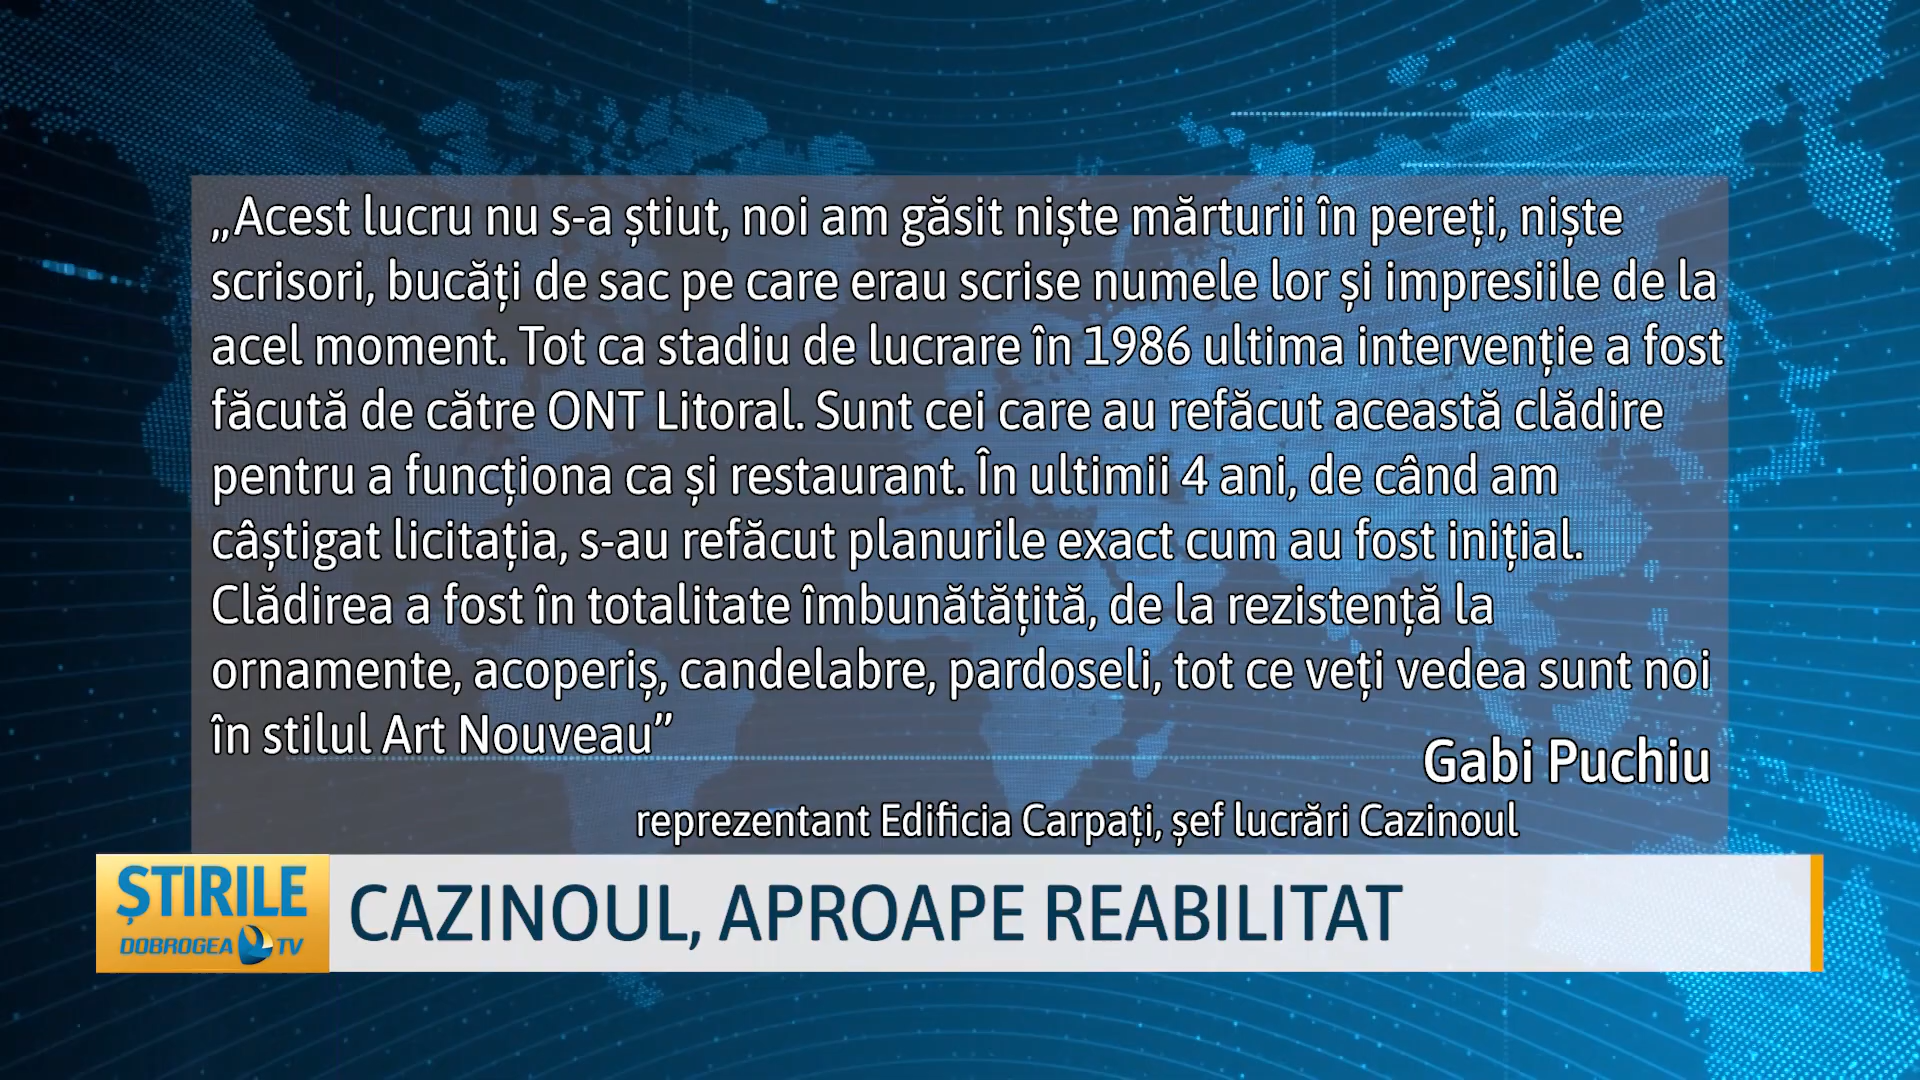 „Acest lucru nu s-a știut, noi am găsit niște mărturii în pereți, niște
scrisori, bucăți de sac pe care erau scrise numele lor și impresiile de la
acel moment. Tot ca stadiu de lucrare în 1986 ultima intervenție a fost
făcută de către ONT Litoral. Sunt cei care au refăcut această clădire
pentru a funcționa ca și restaurant. În ultimii 4 ani, de când am
câștigat licitația, s-au refăcut planurile exact cum au fost inițial.
Clădirea a fost în totalitate îmbunătățită, de la rezistență la
ornamente, acoperiș, candelabre, pardoseli, tot ce veți vedea sunt noi
în stilul Art Nouveau”
Gabi Puchiu
reprezentant Edificia Carpați, șef lucrări Cazinoul
ȘTIRILE
DOBROGEA TV
CAZINOUL, APROAPE REABILITAT